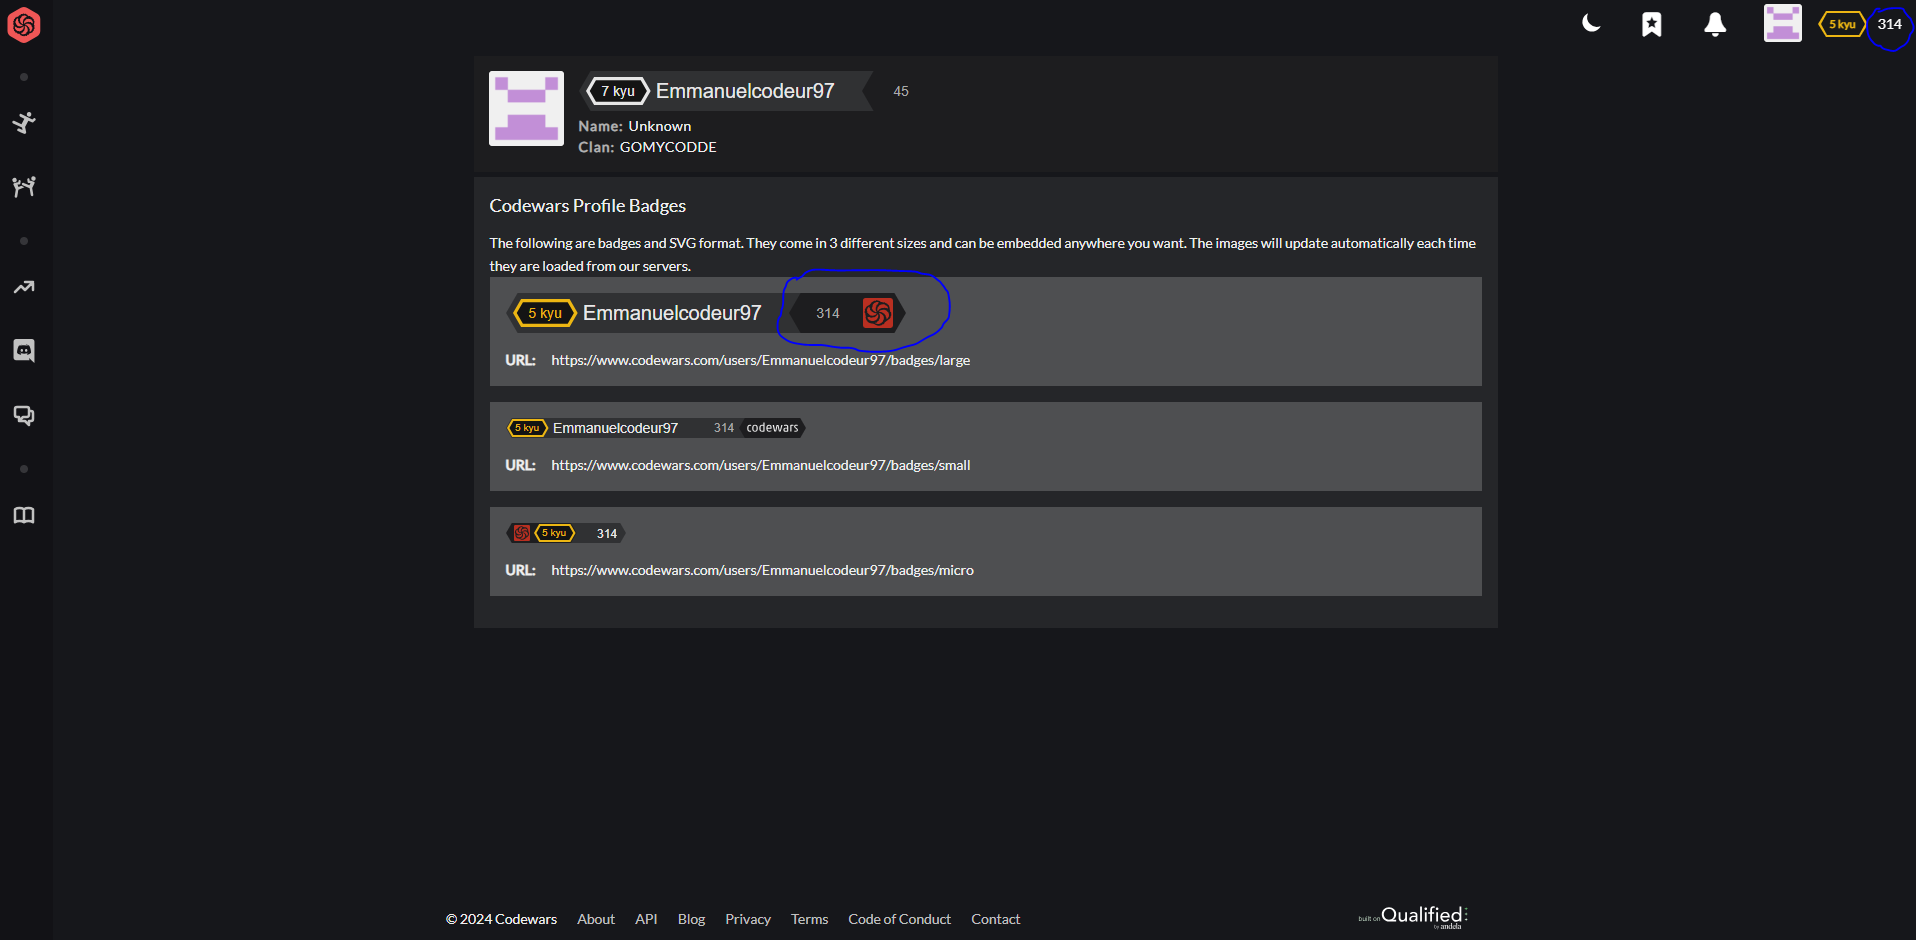 5 kyu 314
7 kyu Emmanuelcodeur97 45
Name: Unknown
Clan: GOMYCODDE
Codewars Profile Badges
The following are badges and SVG format. They come in 3 different sizes and can be embedded anywhere you want. The images will update automatically each time
they are loaded from our servers.
5 kyu Emmanuelcodeur97 314
URL: https://www.codewars.com/users/Emmanuelcodeur97/badges/large
5 kyu Emmanuelcodeur97 314 codewars
URL: https://www.codewars.com/users/Emmanuelcodeur97/badges/small
5 kyu 314
URL: https://www.codewars.com/users/Emmanuelcodeur97/badges/micro
© 2024 Codewars About API Blog Privacy Terms Code of Conduct Contact
built on Qualified
by andela